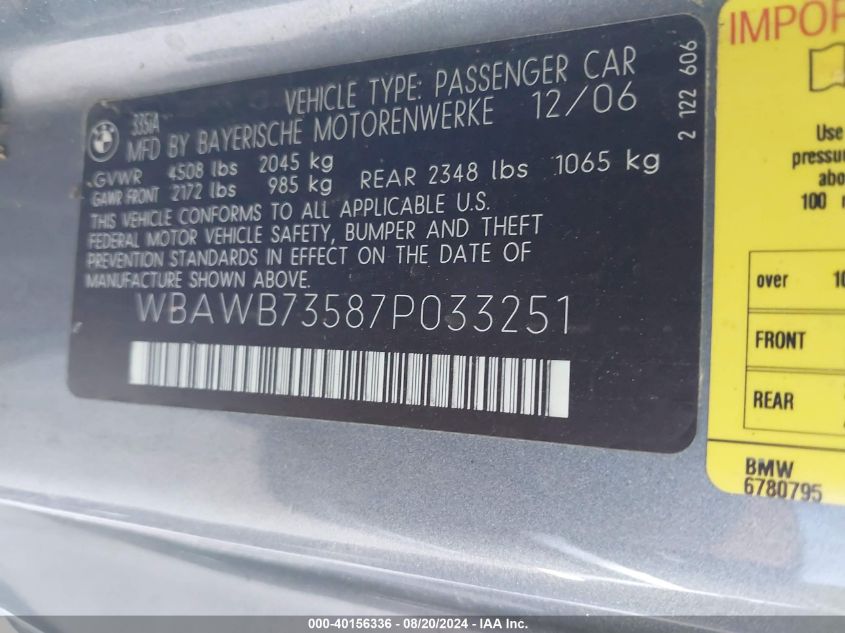 BMW
335IA
VEHICLE TYPE: PASSENGER CAR
MFD BY BAYERISCHE MOTORENWERKE 12/06
GVWR 4508 lbs 2045 kg
GAWR FRONT 2172 lbs 985 kg REAR 2348 lbs 1065 kg
THIS VEHICLE CONFORMS TO ALL APPLICABLE U.S.
FEDERAL MOTOR VEHICLE SAFETY, BUMPER AND THEFT
PREVENTION STANDARDS IN EFFECT ON THE DATE OF
MANUFACTURE SHOWN ABOVE.
WBAWB73587P033251
2 122 606
IMPOR
Use
pressu
abo
100
over 10
FRONT
REAR
BMW
6780795
000-40156336 - 08/20/2024 - IAA Inc.